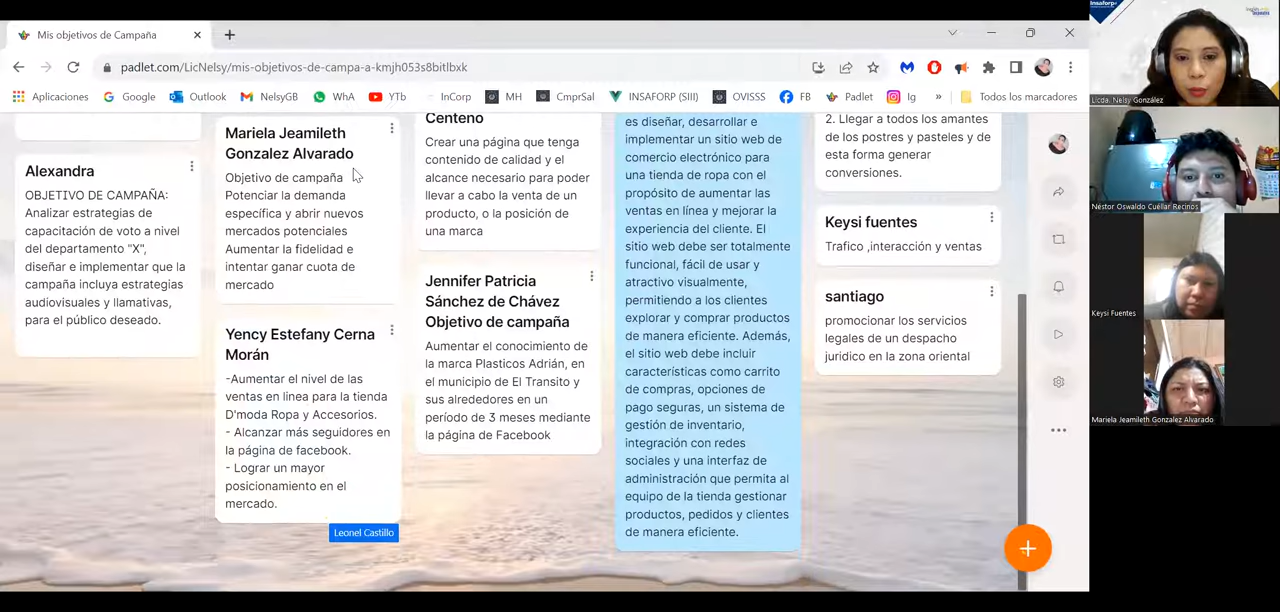 Mis objetivos de Campaña
padlet.com/LicNelsy/mis-objetivos-de-campa-a-kmjh053s8bitlbxk
Aplicaciones
Google
Outlook
NelsyGB
WhA
YTb
InCorp
MH
CmprSal
INSAFORP (SIII)
OVISSS
FB
Padlet
Ig
»
Todos los marcadores
Alexandra
OBJETIVO DE CAMPAÑA:
Analizar estrategias de
capacitación de voto a nivel
del departamento "X",
diseñar e implementar que la
campaña incluya estrategias
audiovisuales y llamativas,
para el público deseado.
Mariela Jeamileth
Gonzalez Alvarado
Objetivo de campaña
Potenciar la demanda
específica y abrir nuevos
mercados potenciales
Aumentar la fidelidad e
intentar ganar cuota de
mercado
Yency Estefany Cerna
Morán
-Aumentar el nivel de las
ventas en linea para la tienda
D'moda Ropa y Accesorios.
- Alcanzar más seguidores en
la página de facebook.
- Lograr un mayor
posicionamiento en el
mercado.
Leonel Castillo
Centeno
Crear una página que tenga
contenido de calidad y el
alcance necesario para poder
llevar a cabo la venta de un
producto, o la posición de
una marca
Jennifer Patricia
Sánchez de Chávez
Objetivo de campaña
Aumentar el conocimiento de
la marca Plasticos Adrián, en
el municipio de El Transito y
sus alrededores en un
período de 3 meses mediante
la página de Facebook
es diseñar, desarrollar e
implementar un sitio web de
comercio electrónico para
una tienda de ropa con el
propósito de aumentar las
ventas en línea y mejorar la
experiencia del cliente. El
sitio web debe ser totalmente
funcional, fácil de usar y
atractivo visualmente,
permitiendo a los clientes
explorar y comprar productos
de manera eficiente. Además,
el sitio web debe incluir
características como carrito
de compras, opciones de
pago seguras, un sistema de
gestión de inventario,
integración con redes
sociales y una interfaz de
administración que permita al
equipo de la tienda gestionar
productos, pedidos y clientes
de manera eficiente.
2. Llegar a todos los amantes
de los postres y pasteles y de
esta forma generar
conversiones.
Keysi fuentes
Trafico ,interacción y ventas
santiago
promocionar los servicios
legales de un despacho
jurídico en la zona oriental
Insaforp
Licda. Nelsy González
Néstor Oswaldo Cuéllar Recinos
Keysi Fuentes
Mariela Jeamileth Gonzalez Alvarado